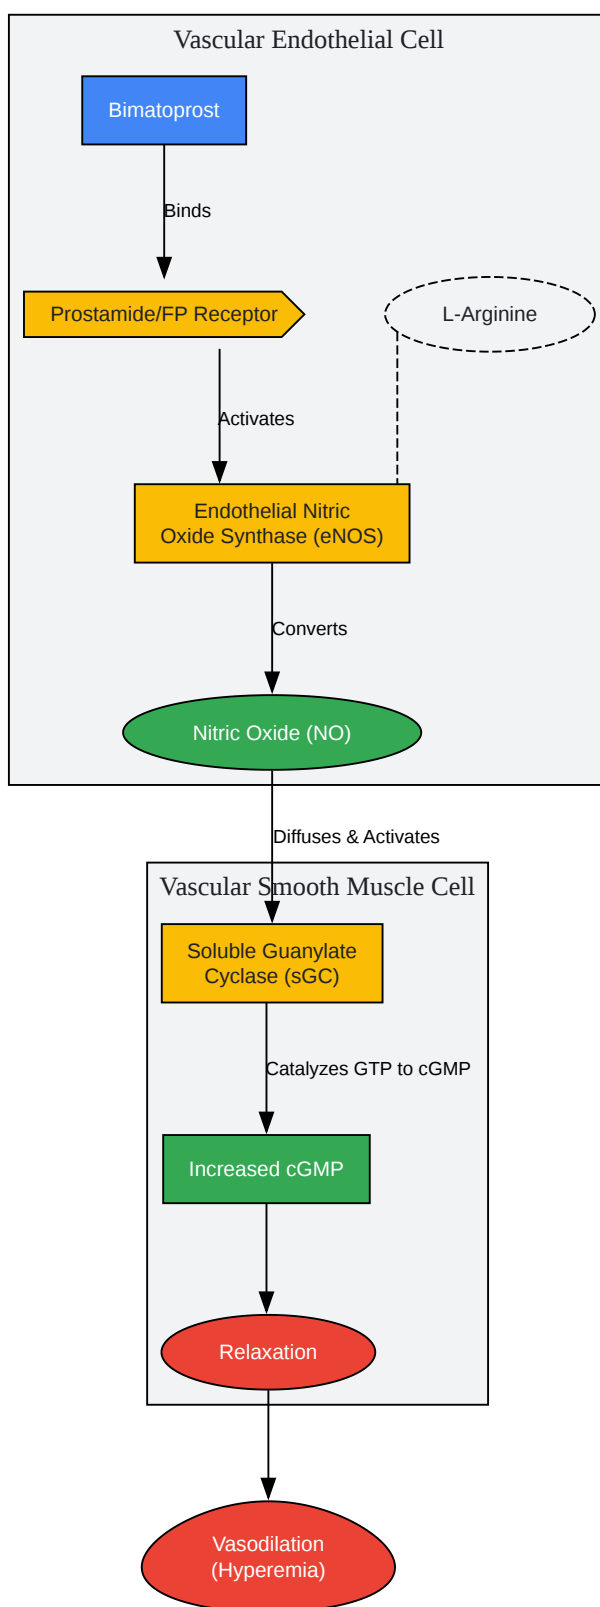 Vascular Endothelial Cell
Bimatoprost
Binds
Prostamide/FP Receptor
L-Arginine
Activates
Endothelial Nitric
Oxide Synthase (eNOS)
Converts
Nitric Oxide (NO)
Diffuses & Activates
Vascular Smooth Muscle Cell
Soluble Guanylate
Cyclase (sGC)
Catalyzes GTP to cGMP
Increased cGMP
Relaxation
Vasodilation
(Hyperemia)